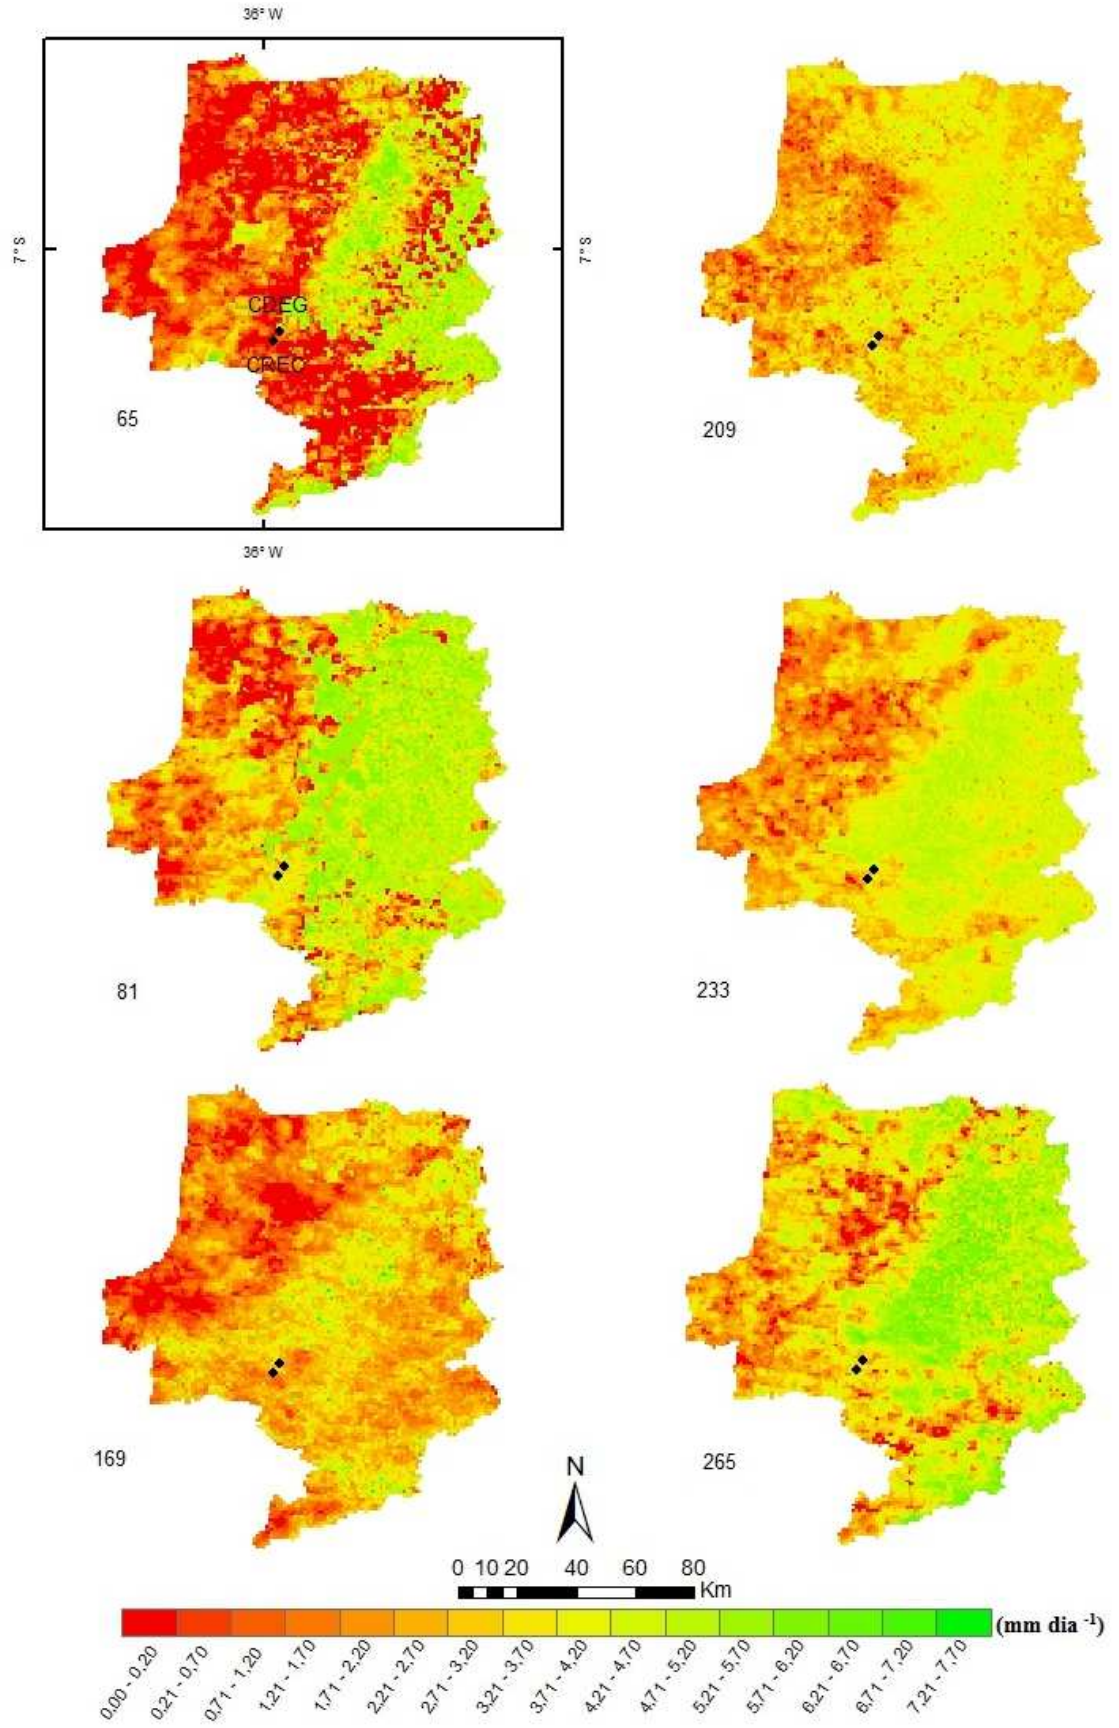 36° W
7° S
7° S
CDEG
CREC
65
209
36° W
81
233
169
265
N
0 10 20 40 60 80
Km
(mm dia -1)
0,00 - 0,20
0,21 - 0,70
0,71 - 1,20
1,21 - 1,70
1,71 - 2,20
2,21 - 2,70
2,71 - 3,20
3,21 - 3,70
3,71 - 4,20
4,21 - 4,70
4,71 - 5,20
5,21 - 5,70
5,71 - 6,20
6,21 - 6,70
6,71 - 7,20
7,21 - 7,70